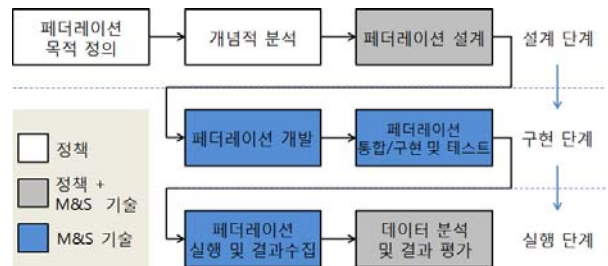 페더레이션
목적 정의
개념적 분석
페더레이션 설계
설계 단계
페더레이션 개발
페더레이션
통합/구현 및 테스트
구현 단계
정책
정책 +
M&S 기술
M&S 기술
페더레이션
실행 및 결과수집
데이터 분석
및 결과 평가
실행 단계